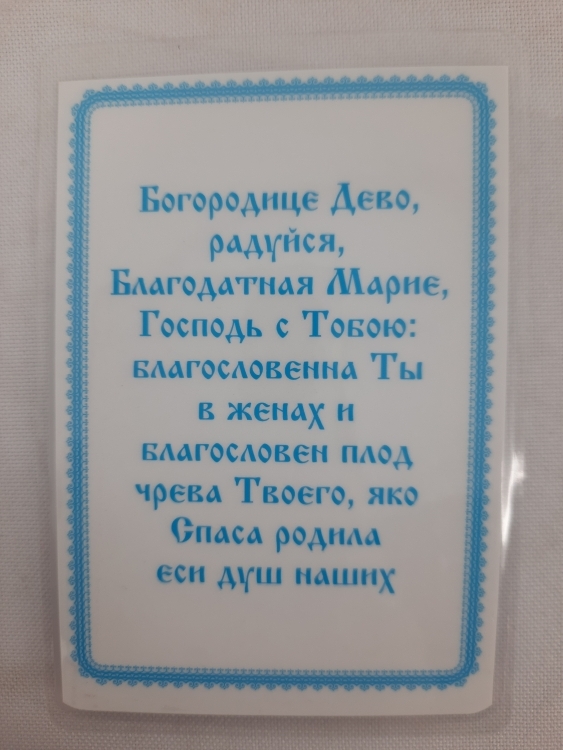 Богородице Дево,
радуйся,
Благодатная Марие,
Господь с Тобою:
благословенна Ты
в женах и
благословен плод
чрева Твоего, яко
Спаса родила
еси душ наших